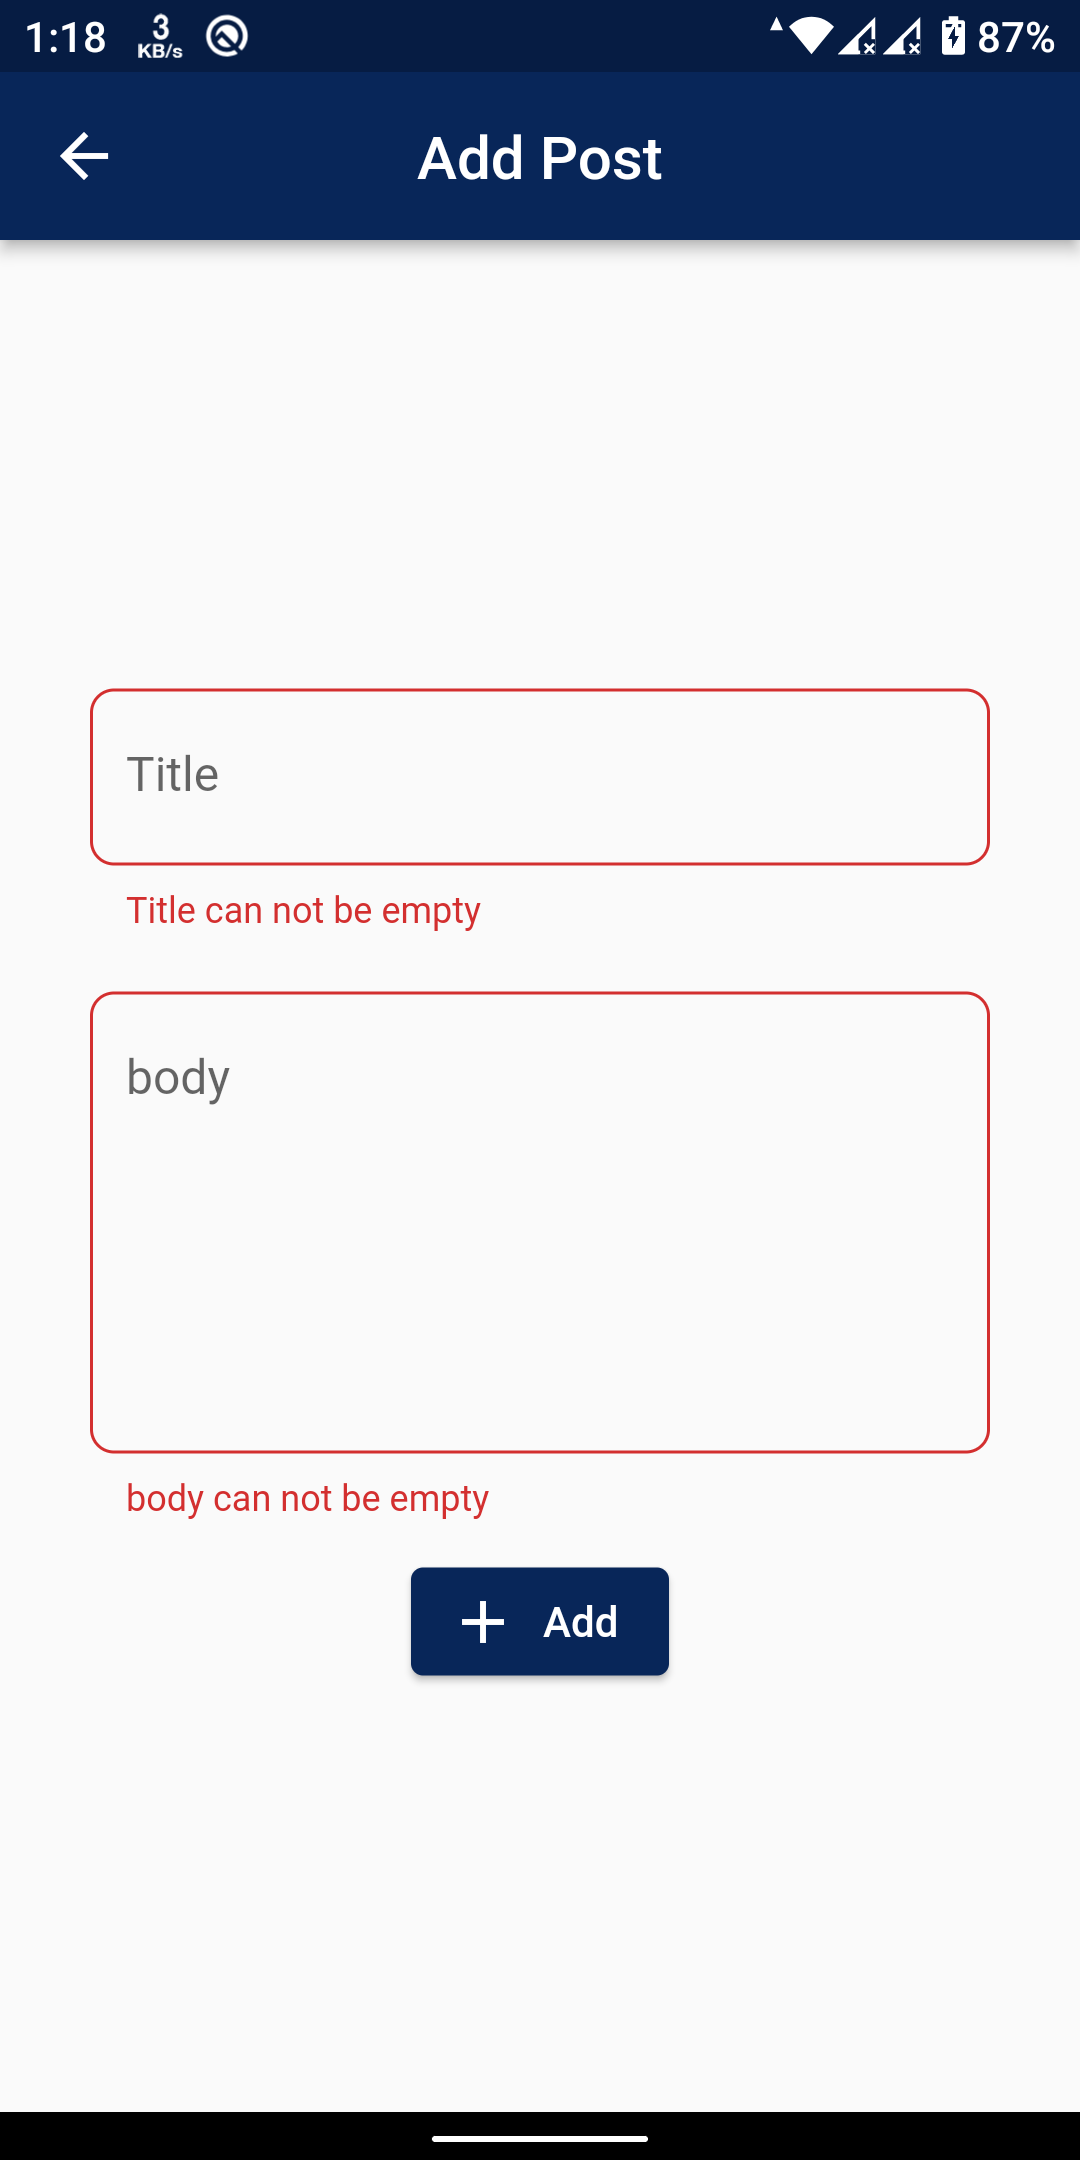 1:18 3 KB/s 87%
Add Post
Title
Title can not be empty
body
body can not be empty
Add